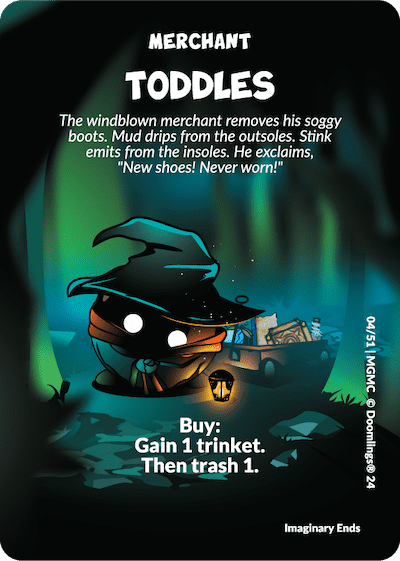 MERCHANT
TODDLES
The windblown merchant removes his soggy
boots. Mud drips from the outsoles. Stink
emits from the insoles. He exclaims,
"New shoes! Never worn!"
04/51 | MGMC © Doomlings® 24
Buy:
Gain 1 trinket.
Then trash 1.
Imaginary Ends